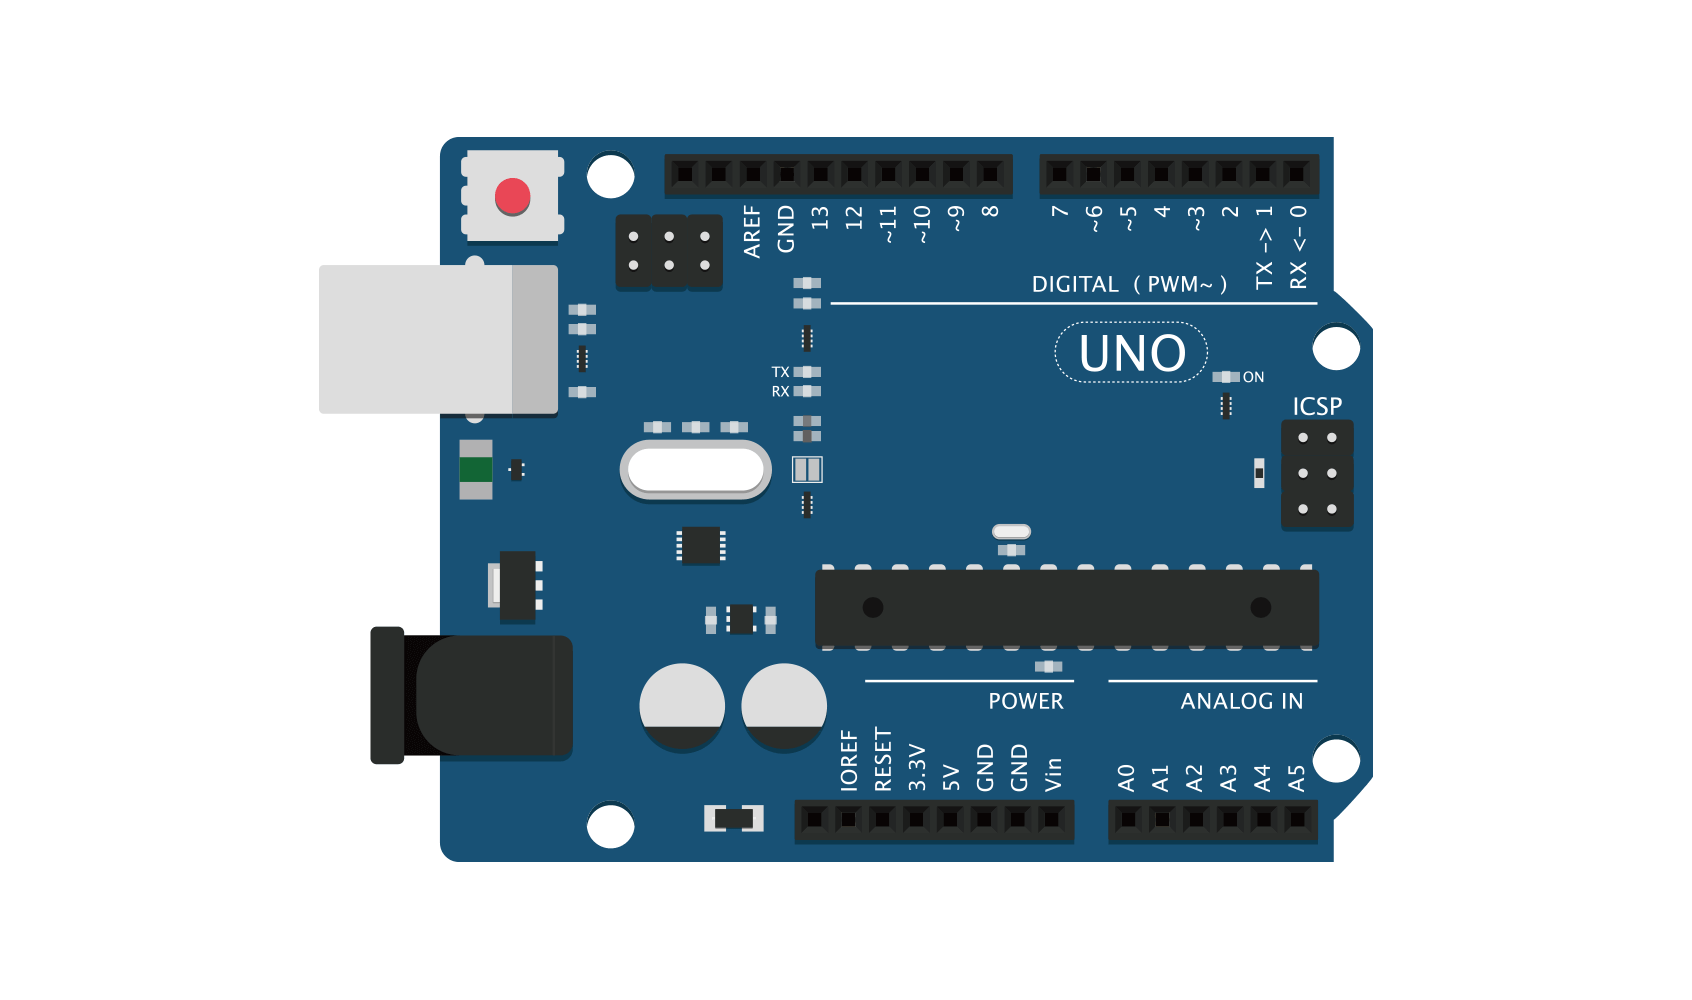 AREF
GND
13
12
~11
~10
~9
8
7
~6
~5
4
~3
2
TX -> 1
RX <- 0
DIGITAL ( PWM~ )
UNO
TX
RX
ON
ICSP
POWER
ANALOG IN
IOREF
RESET
3.3V
5V
GND
GND
Vin
A0
A1
A2
A3
A4
A5